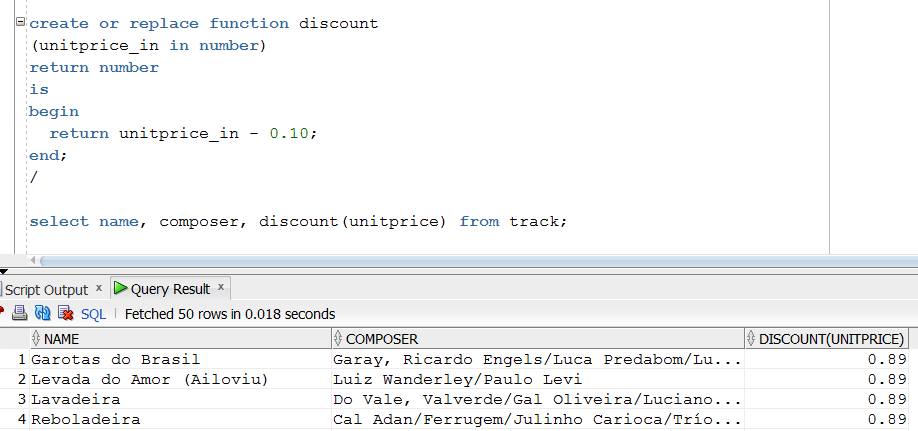 create or replace function discount
(unitprice_in in number)
return number
is
begin
return unitprice_in - 0.10;
end;
/
select name, composer, discount(unitprice) from track;
Script Output x Query Result x
SQL | Fetched 50 rows in 0.018 seconds
NAME COMPOSER DISCOUNT(UNITPRICE)
1 Garotas do Brasil Garay, Ricardo Engels/Luca Predabom/Lu... 0.89
2 Levada do Amor (Ailoviu) Luiz Wanderley/Paulo Levi 0.89
3 Lavadeira Do Vale, Valverde/Gal Oliveira/Luciano... 0.89
4 Reboladeira Cal Adan/Ferrugem/Julinho Carioca/Trío... 0.89